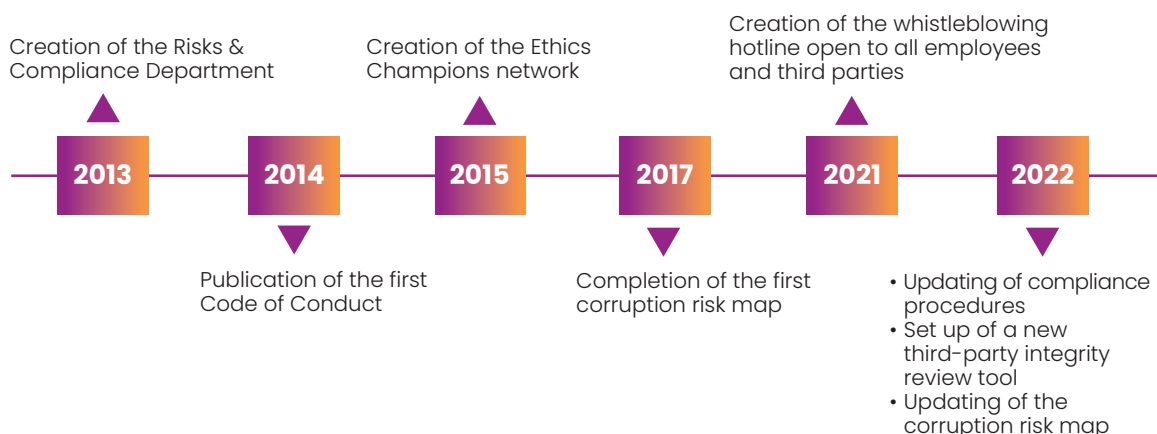 Creation of the Risks &
Compliance Department
Creation of the Ethics
Champions network
Creation of the whistleblowing
hotline open to all employees
and third parties
2013
2014
2015
2017
2021
2022
Publication of the first
Code of Conduct
Completion of the first
corruption risk map
• Updating of compliance
procedures
• Set up of a new
third-party integrity
review tool
• Updating of the
corruption risk map